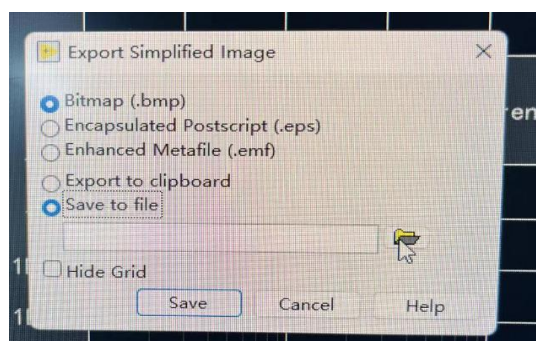 Export Simplified Image
Bitmap (.bmp)
Encapsulated Postscript (.eps)
Enhanced Metafile (.emf)
Export to clipboard
Save to file
Hide Grid
Save Cancel Help